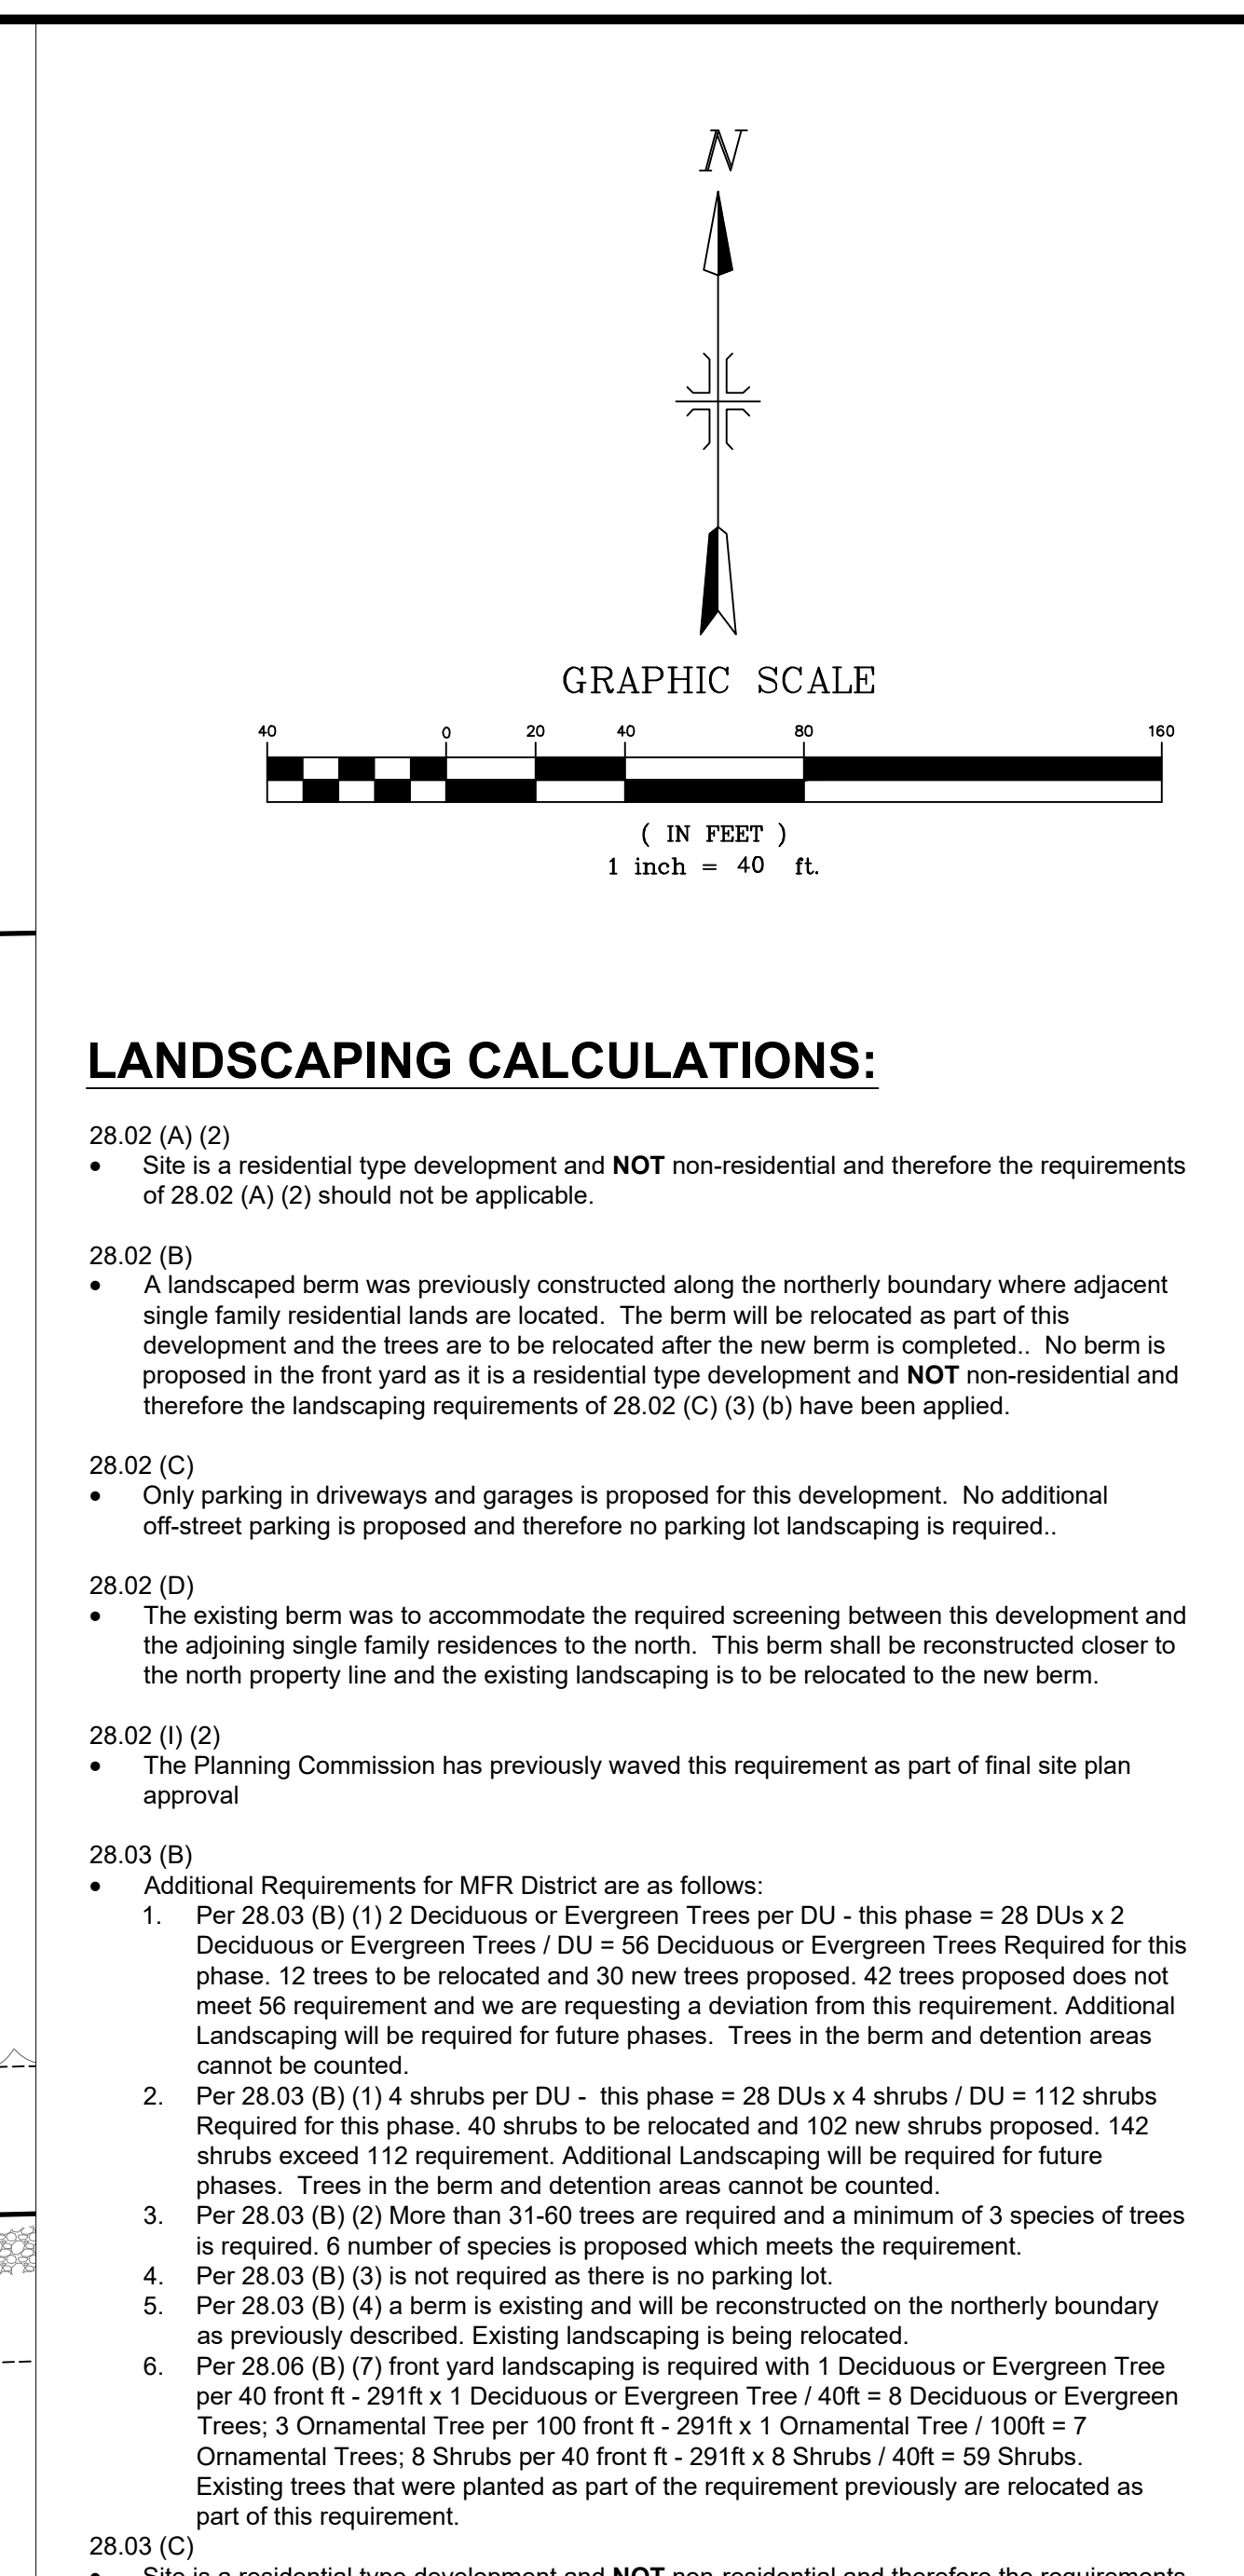 N
GRAPHIC SCALE
40 0 20 40 80 160
( IN FEET )
1 inch = 40 ft.
LANDSCAPING CALCULATIONS:
28.02 (A) (2)
• Site is a residential type development and NOT non-residential and therefore the requirements
of 28.02 (A) (2) should not be applicable.
28.02 (B)
• A landscaped berm was previously constructed along the northerly boundary where adjacent
single family residential lands are located. The berm will be relocated as part of this
development and the trees are to be relocated after the new berm is completed.. No berm is
proposed in the front yard as it is a residential type development and NOT non-residential and
therefore the landscaping requirements of 28.02 (C) (3) (b) have been applied.
28.02 (C)
• Only parking in driveways and garages is proposed for this development. No additional
off-street parking is proposed and therefore no parking lot landscaping is required..
28.02 (D)
• The existing berm was to accommodate the required screening between this development and
the adjoining single family residences to the north. This berm shall be reconstructed closer to
the north property line and the existing landscaping is to be relocated to the new berm.
28.02 (I) (2)
• The Planning Commission has previously waved this requirement as part of final site plan
approval
28.03 (B)
• Additional Requirements for MFR District are as follows:
1. Per 28.03 (B) (1) 2 Deciduous or Evergreen Trees per DU - this phase = 28 DUs x 2
Deciduous or Evergreen Trees / DU = 56 Deciduous or Evergreen Trees Required for this
phase. 12 trees to be relocated and 30 new trees proposed. 42 trees proposed does not
meet 56 requirement and we are requesting a deviation from this requirement. Additional
Landscaping will be required for future phases. Trees in the berm and detention areas
cannot be counted.
2. Per 28.03 (B) (1) 4 shrubs per DU - this phase = 28 DUs x 4 shrubs / DU = 112 shrubs
Required for this phase. 40 shrubs to be relocated and 102 new shrubs proposed. 142
shrubs exceed 112 requirement. Additional Landscaping will be required for future
phases. Trees in the berm and detention areas cannot be counted.
3. Per 28.03 (B) (2) More than 31-60 trees are required and a minimum of 3 species of trees
is required. 6 number of species is proposed which meets the requirement.
4. Per 28.03 (B) (3) is not required as there is no parking lot.
5. Per 28.03 (B) (4) a berm is existing and will be reconstructed on the northerly boundary
as previously described. Existing landscaping is being relocated.
6. Per 28.06 (B) (7) front yard landscaping is required with 1 Deciduous or Evergreen Tree
per 40 front ft - 291ft x 1 Deciduous or Evergreen Tree / 40ft = 8 Deciduous or Evergreen
Trees; 3 Ornamental Tree per 100 front ft - 291ft x 1 Ornamental Tree / 100ft = 7
Ornamental Trees; 8 Shrubs per 40 front ft - 291ft x 8 Shrubs / 40ft = 59 Shrubs.
Existing trees that were planted as part of the requirement previously are relocated as
part of this requirement.
28.03 (C)
• Site is a residential type development and NOT non-residential and therefore the requirements